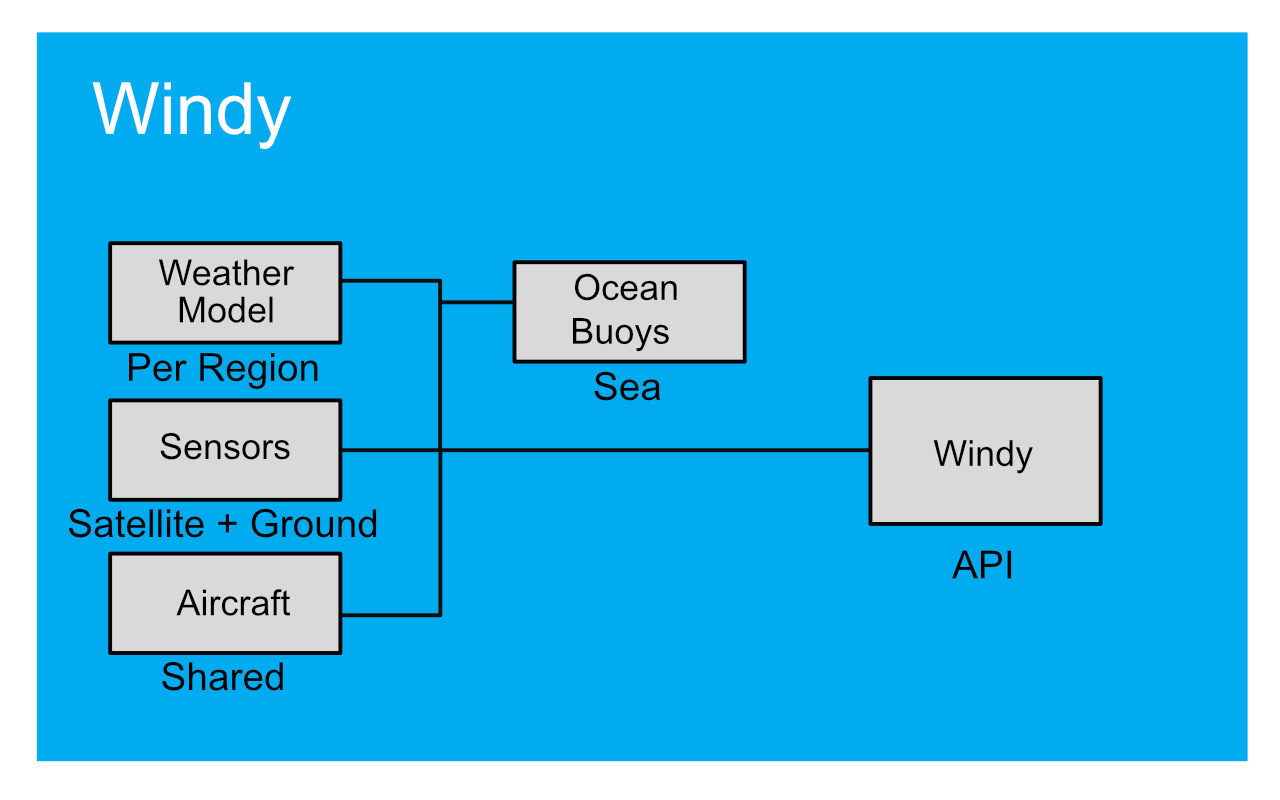 Windy
Weather
Model
Per Region
Ocean
Buoys
Sea
Sensors
Satellite + Ground
Windy
API
Aircraft
Shared